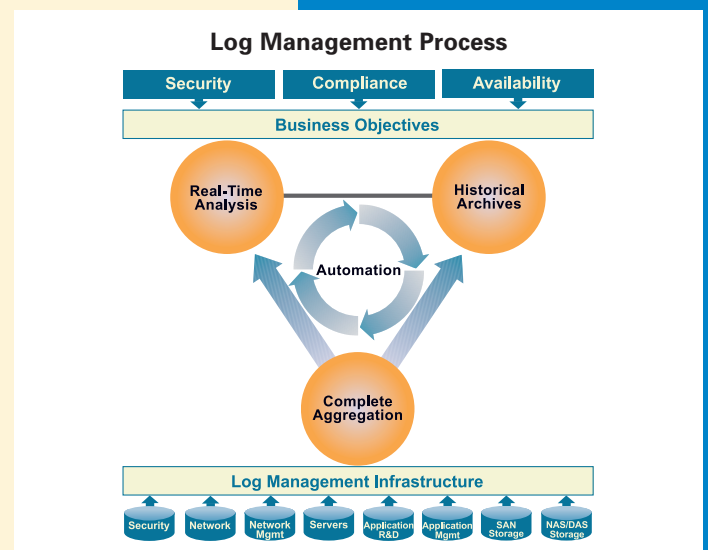 Log Management Process
Security
Compliance
Availability
Business Objectives
Real-Time
Analysis
Historical
Archives
Automation
Complete
Aggregation
Log Management Infrastructure
Security
Network
Network
Mgmt
Servers
Application
R&D
Application
Mgmt
SAN
Storage
NAS/DAS
Storage